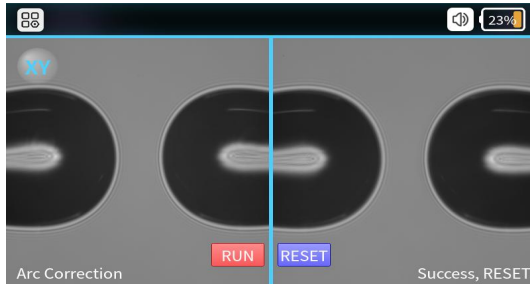 23%
XY
RUN
RESET
Arc Correction
Success, RESET